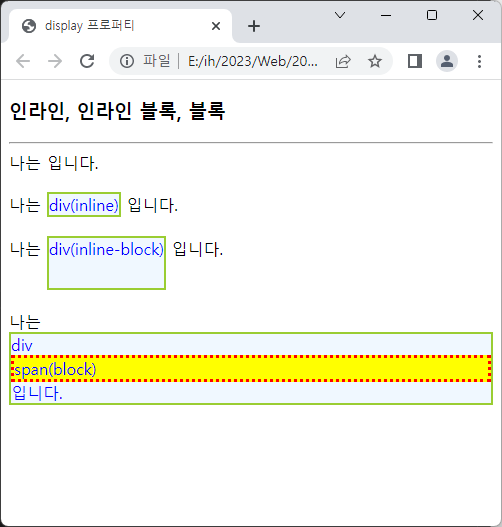 display 프로퍼티
파일 | E:/ih/2023/Web/20...
인라인, 인라인 블록, 블록
나는 입니다.
나는 div(inline) 입니다.
나는 div(inline-block) 입니다.
나는
div
span(block)
입니다.